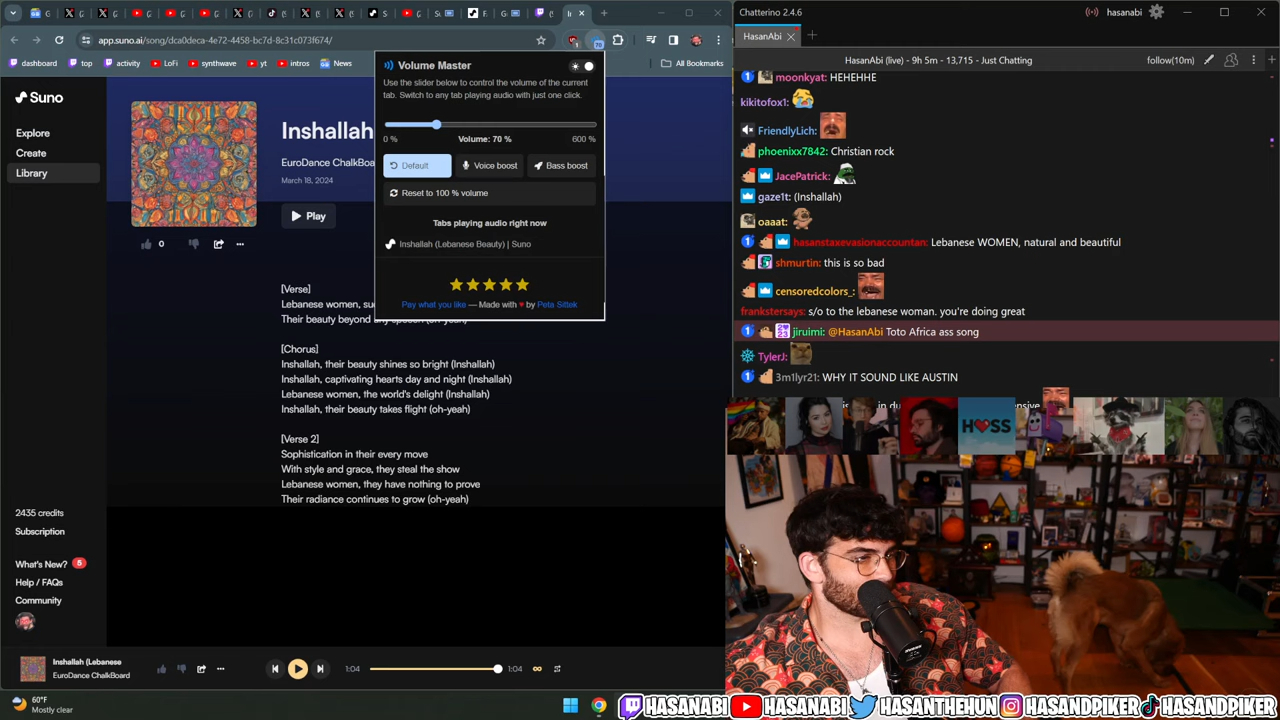 app.suno.ai/song/dca0deca-4e72-4458-bc7d-8c31c073f674/
dashboard
top
activity
LoFi
synthwave
yt
intros
News
All Bookmarks
Suno
Explore
Create
Library
2435 credits
Subscription
What's New? 5
Help / FAQs
Community
Inshallah
EuroDance ChalkBoa
March 18, 2024
Play
0
[Verse]
Lebanese women, su
Their beauty beyond any speech (oh-yeah)
[Chorus]
Inshallah, their beauty shines so bright (Inshallah)
Inshallah, captivating hearts day and night (Inshallah)
Lebanese women, the world's delight (Inshallah)
Inshallah, their beauty takes flight (oh-yeah)
[Verse 2]
Sophistication in their every move
With style and grace, they steal the show
Lebanese women, they have nothing to prove
Their radiance continues to grow (oh-yeah)
Volume Master
Use the slider below to control the volume of the current
tab. Switch to any tab playing audio with just one click.
0 %
Volume: 70 %
600 %
Default
Voice boost
Bass boost
Reset to 100 % volume
Tabs playing audio right now
Inshallah (Lebanese Beauty) | Suno
Pay what you like — Made with ♥ by Peta Sittek
Inshallah (Lebanese
EuroDance ChalkBoard
1:04
1:04
60°F
Mostly clear
Chatterino 2.4.6
hasanabi
HasanAbi
HasanAbi (live) - 9h 5m - 13,715 - Just Chatting
follow(10m)
moonkyat: HEHEHHE
kikitofox1:
FriendlyLich:
phoenixx7842: Christian rock
JacePatrick:
gaze1t: (Inshallah)
oaaat:
hasanstaxevasionaccountan: Lebanese WOMEN, natural and beautiful
shmurtin: this is so bad
censoredcolors_:
frankstersays: s/o to the lebanese woman. you're doing great
jiruimi: @HasanAbi Toto Africa ass song
TylerJ:
3m1lyr21: WHY IT SOUND LIKE AUSTIN
HOSS
HASANABI
HASANABI
HASANTHEHUN
HASANDPIKER
HASANDPIKER